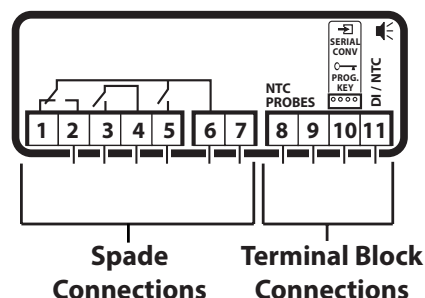 SERIAL
CONV
PROG.
KEY
DI / NTC
NTC
PROBES
1 2 3 4 5 6 7 8 9 10 11
Spade
Connections
Terminal Block
Connections